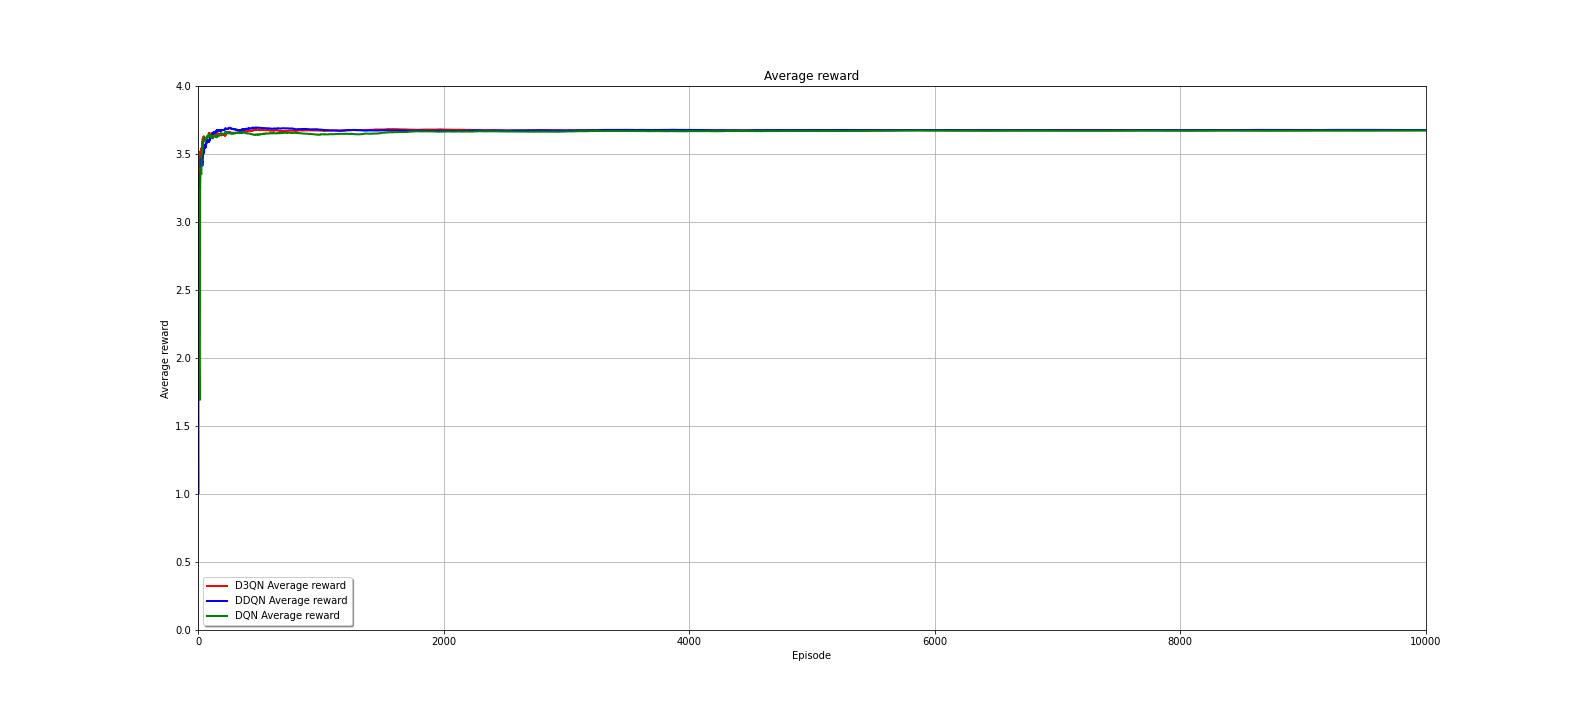 Average reward
4.0
3.5
3.0
2.5
2.0
1.5
1.0
0.5
0.0
Average reward
D3QN Average reward
DDQN Average reward
DQN Average reward
0 2000 4000 6000 8000 10000
Episode